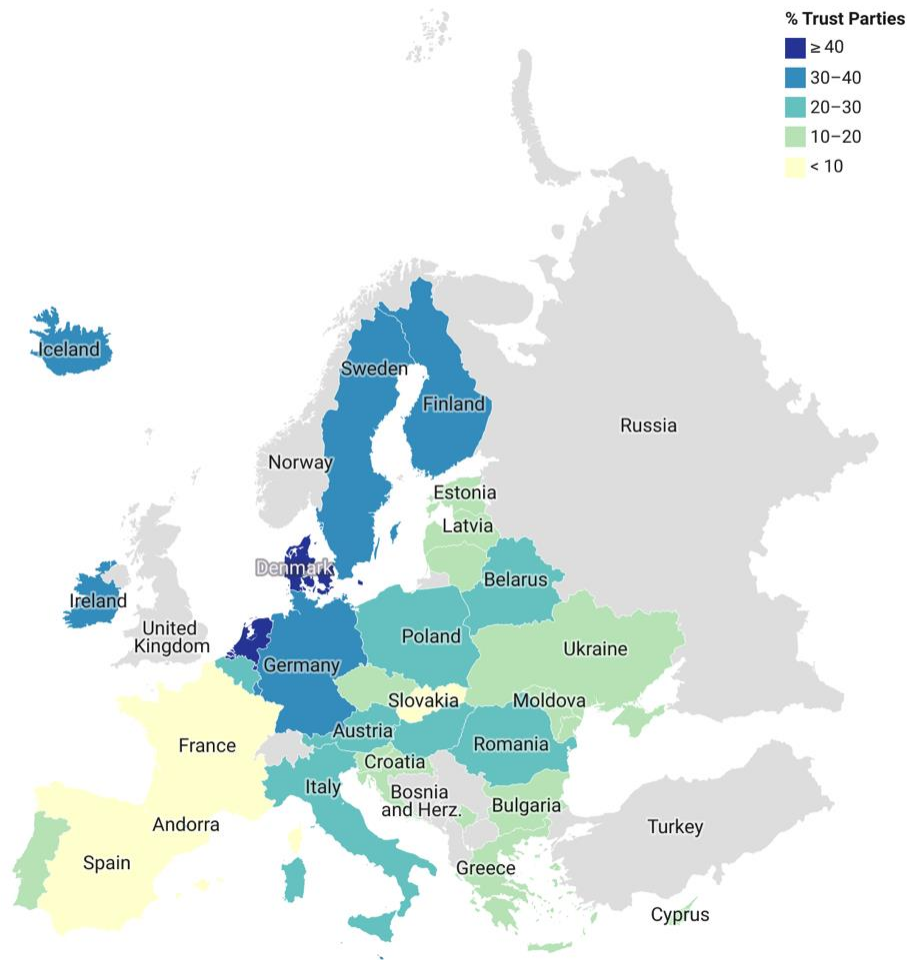 % Trust Parties
≥ 40
30–40
20–30
10–20
< 10
Iceland
Sweden
Finland
Russia
Norway
Estonia
Latvia
Denmark
Belarus
Ireland
United
Kingdom
Poland
Ukraine
Germany
Slovakia
Moldova
Austria
France
Romania
Croatia
Italy
Bosnia
and Herz.
Bulgaria
Andorra
Turkey
Spain
Greece
Cyprus